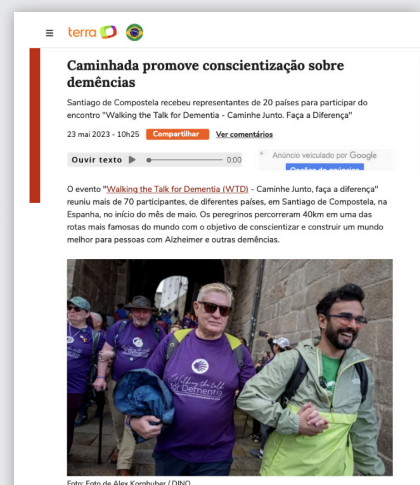 terra
Caminhada promove conscientização sobre
demências
Santiago de Compostela recebeu representantes de 20 países para participar do
encontro "Walking the Talk for Dementia - Caminhe Junto. Faça a Diferença"
23 mai 2023 - 10h25 Compartilhar Ver comentários
Ouvir texto 0:00
Anúncio veiculado por Google
O evento "Walking the Talk for Dementia (WTD) - Caminhe Junto, faça a diferença"
reuniu mais de 70 participantes, de diferentes países, em Santiago de Compostela, na
Espanha, no início do mês de maio. Os peregrinos percorreram 40km em uma das
rotas mais famosas do mundo com o objetivo de conscientizar e construir um mundo
melhor para pessoas com Alzheimer e outras demências.
Walking the talk
for Dementia
Foto: Foto de Alex Kornhuber / DINO